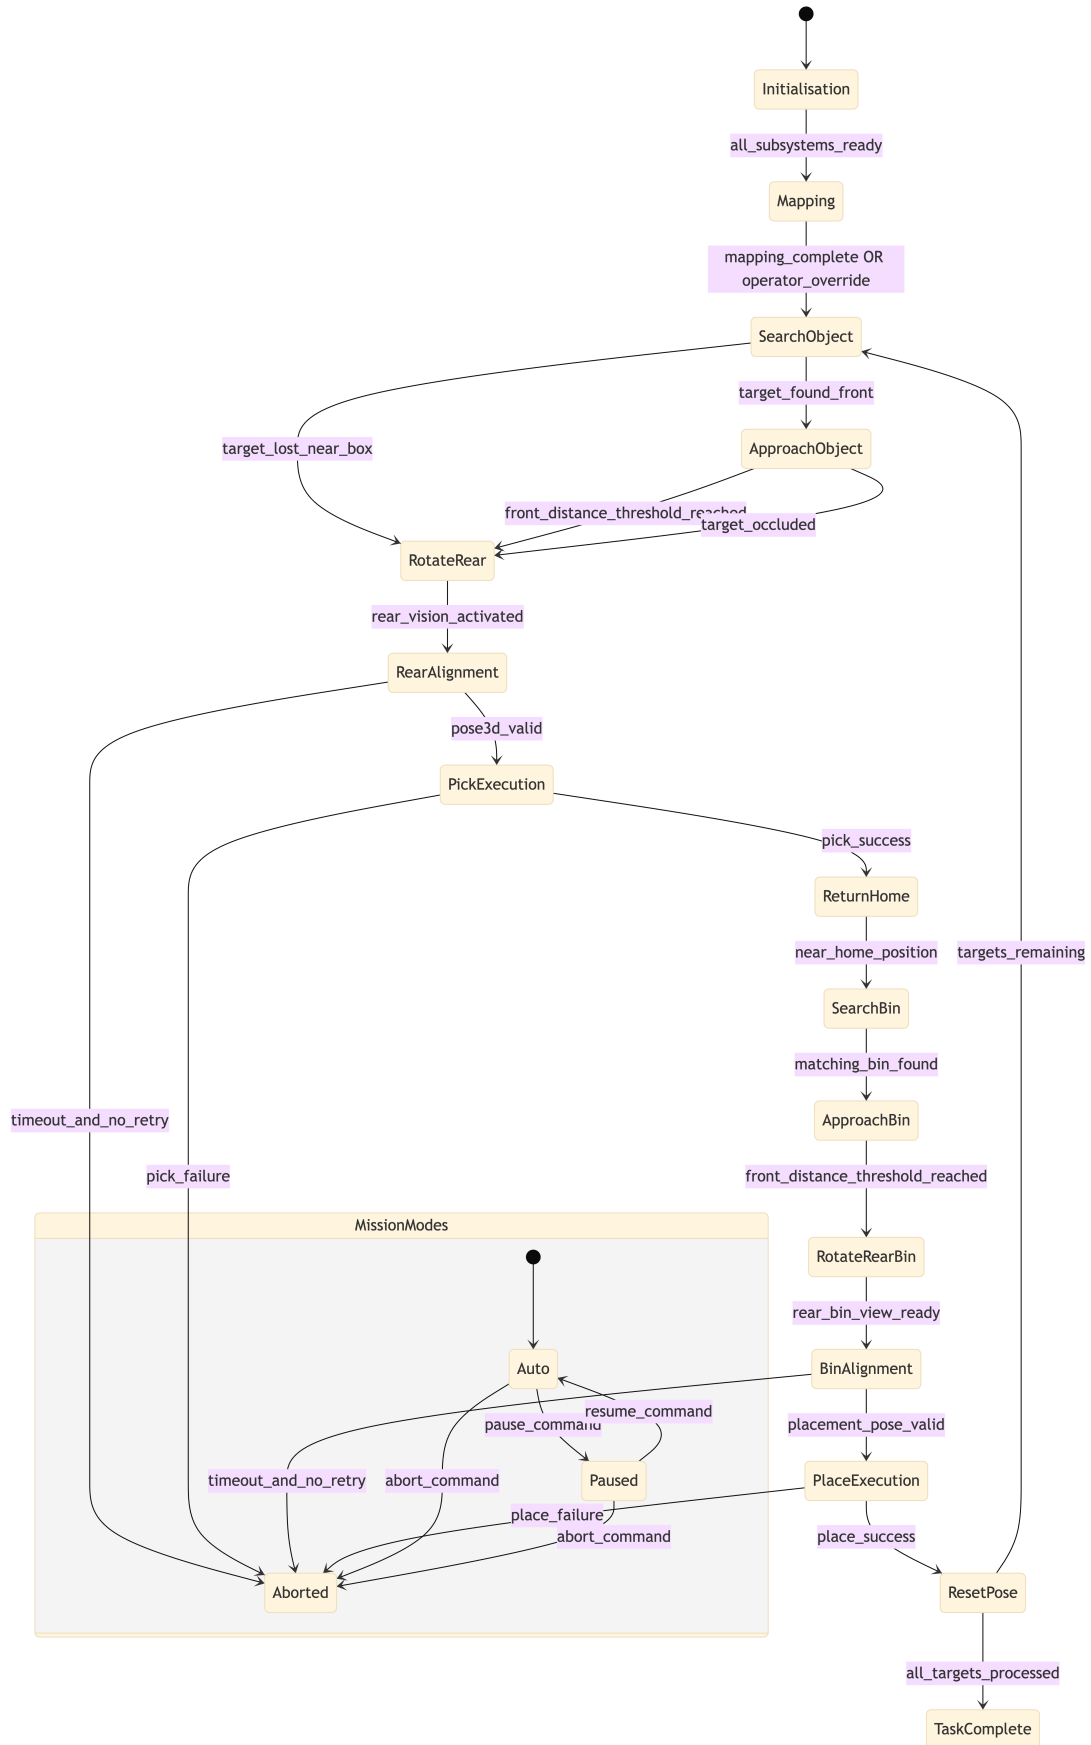 Initialisation
all_subsystems_ready
Mapping
mapping_complete OR
operator_override
SearchObject
target_found_front
target_lost_near_box
ApproachObject
front_distance_threshold_reached
target_occluded
RotateRear
rear_vision_activated
RearAlignment
pose3d_valid
PickExecution
pick_success
ReturnHome
near_home_position
targets_remaining
SearchBin
matching_bin_found
timeout_and_no_retry
ApproachBin
pick_failure
front_distance_threshold_reached
MissionModes
RotateRearBin
rear_bin_view_ready
Auto
BinAlignment
resume_command
pause_command
placement_pose_valid
timeout_and_no_retry
abort_command
Paused
PlaceExecution
place_failure
abort_command
place_success
Aborted
ResetPose
all_targets_processed
TaskComplete